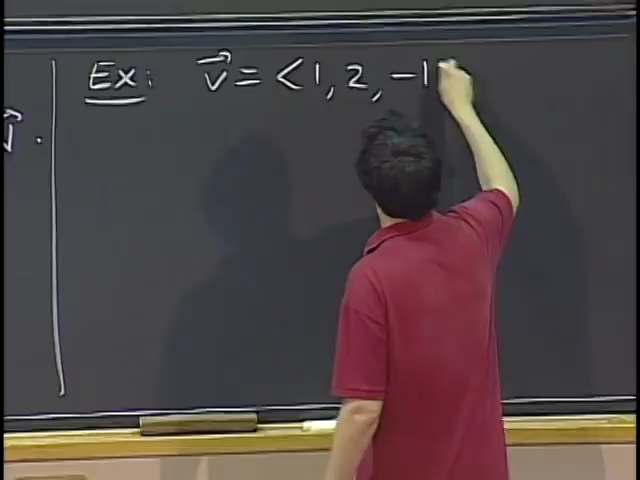 Ex: v⃗ = <1, 2, -1
v⃗ .